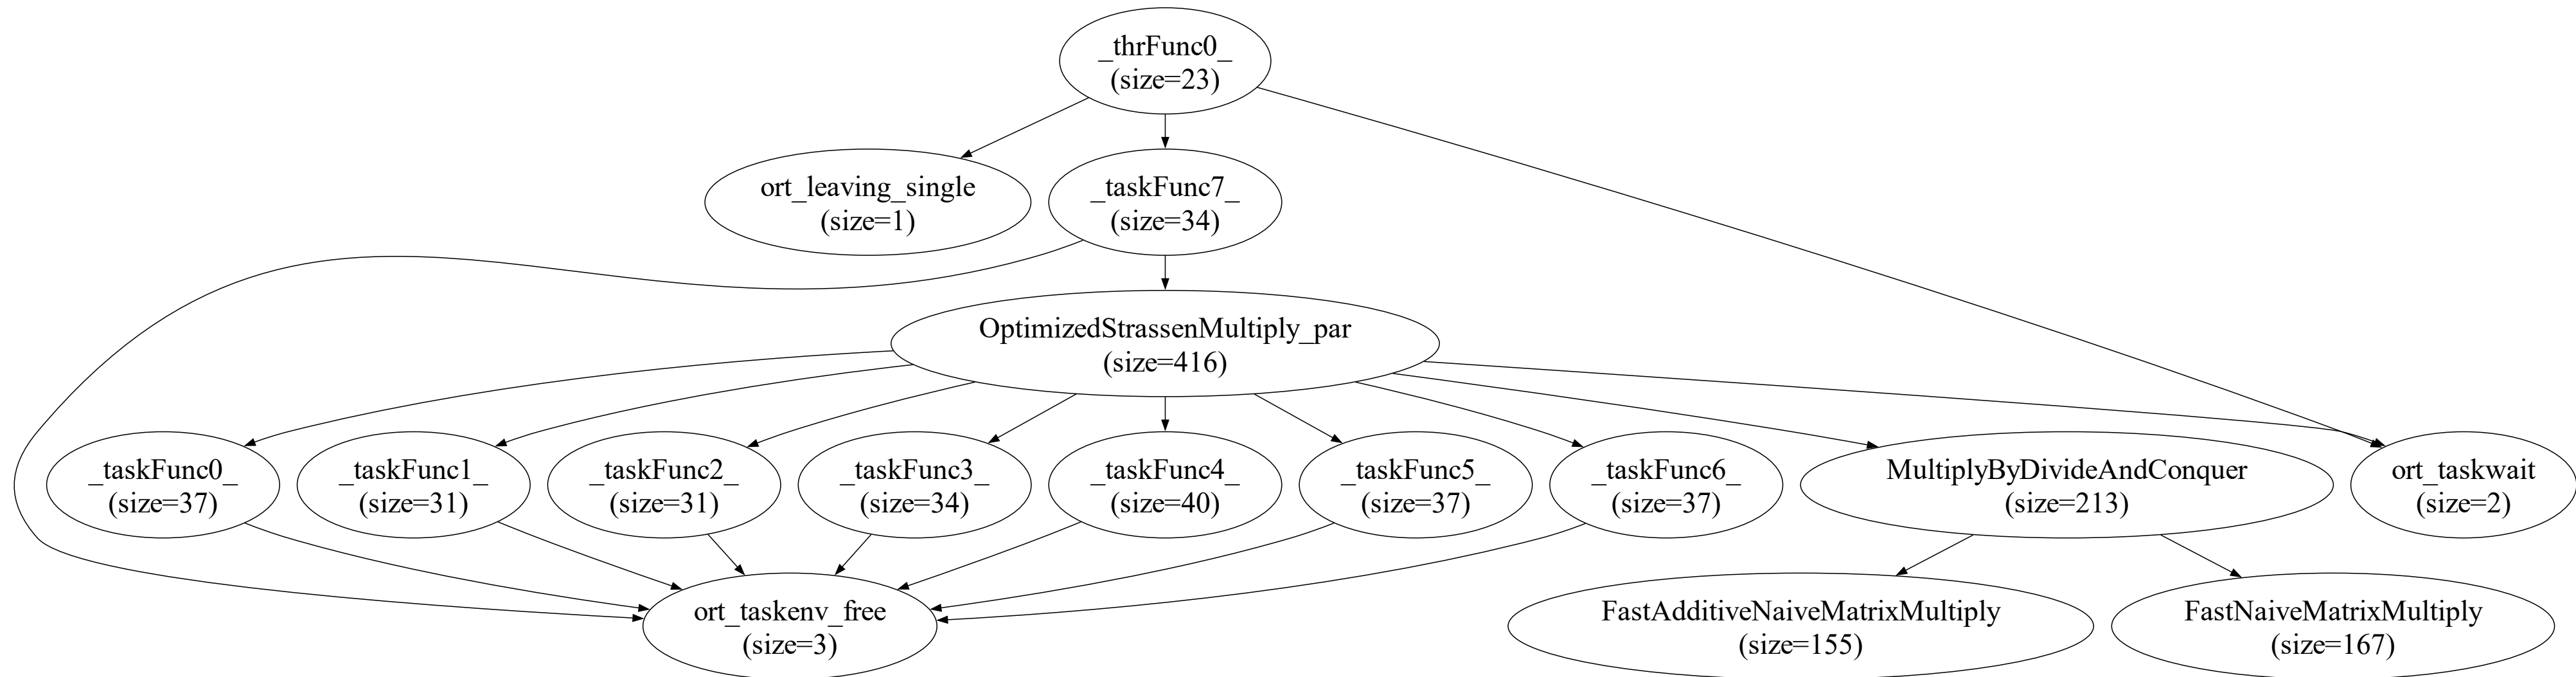 _thrFunc0_
(size=23)
ort_leaving_single
(size=1)
_taskFunc7_
(size=34)
OptimizedStrassenMultiply_par
(size=416)
_taskFunc0_
(size=37)
_taskFunc1_
(size=31)
_taskFunc2_
(size=31)
_taskFunc3_
(size=34)
_taskFunc4_
(size=40)
_taskFunc5_
(size=37)
_taskFunc6_
(size=37)
MultiplyByDivideAndConquer
(size=213)
ort_taskwait
(size=2)
ort_taskenv_free
(size=3)
FastAdditiveNaiveMatrixMultiply
(size=155)
FastNaiveMatrixMultiply
(size=167)